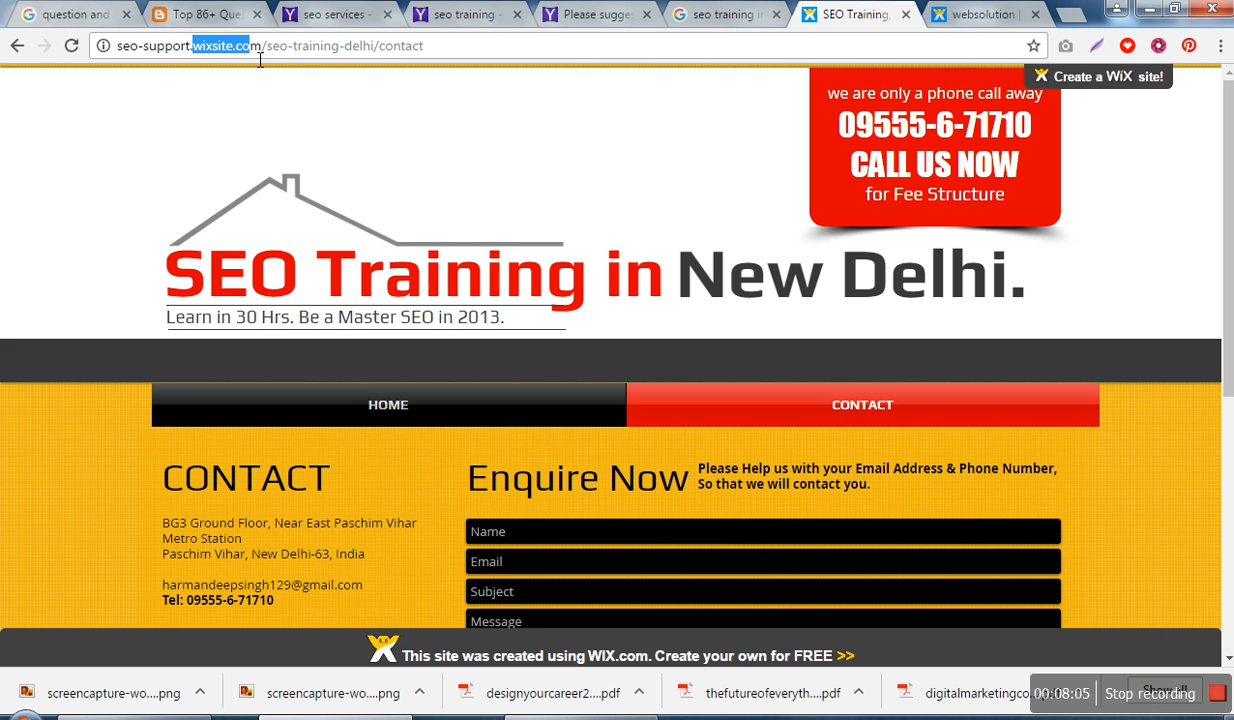 question and
Top 86+ Que
seo services -
seo training -
Please sugge
seo training i
SEO Training,
websolution |
seo-support.wixsite.com/seo-training-delhi/contact
Create a WiX site!
we are only a phone call away
09555-6-71710
CALL US NOW
for Fee Structure
SEO Training in New Delhi.
Learn in 30 Hrs. Be a Master SEO in 2013.
HOME
CONTACT
CONTACT
BG3 Ground Floor, Near East Paschim Vihar
Metro Station
Paschim Vihar, New Delhi-63, India
harmandeepsingh129@gmail.com
Tel: 09555-6-71710
Enquire Now
Please Help us with your Email Address & Phone Number,
So that we will contact you.
Name
Email
Subject
Message
This site was created using WIX.com. Create your own for FREE >>
screencapture-wo....png
screencapture-wo....png
designyourcareer2....pdf
thefutureofeveryth....pdf
digitalmarketingco
00:08:05
Stop recording